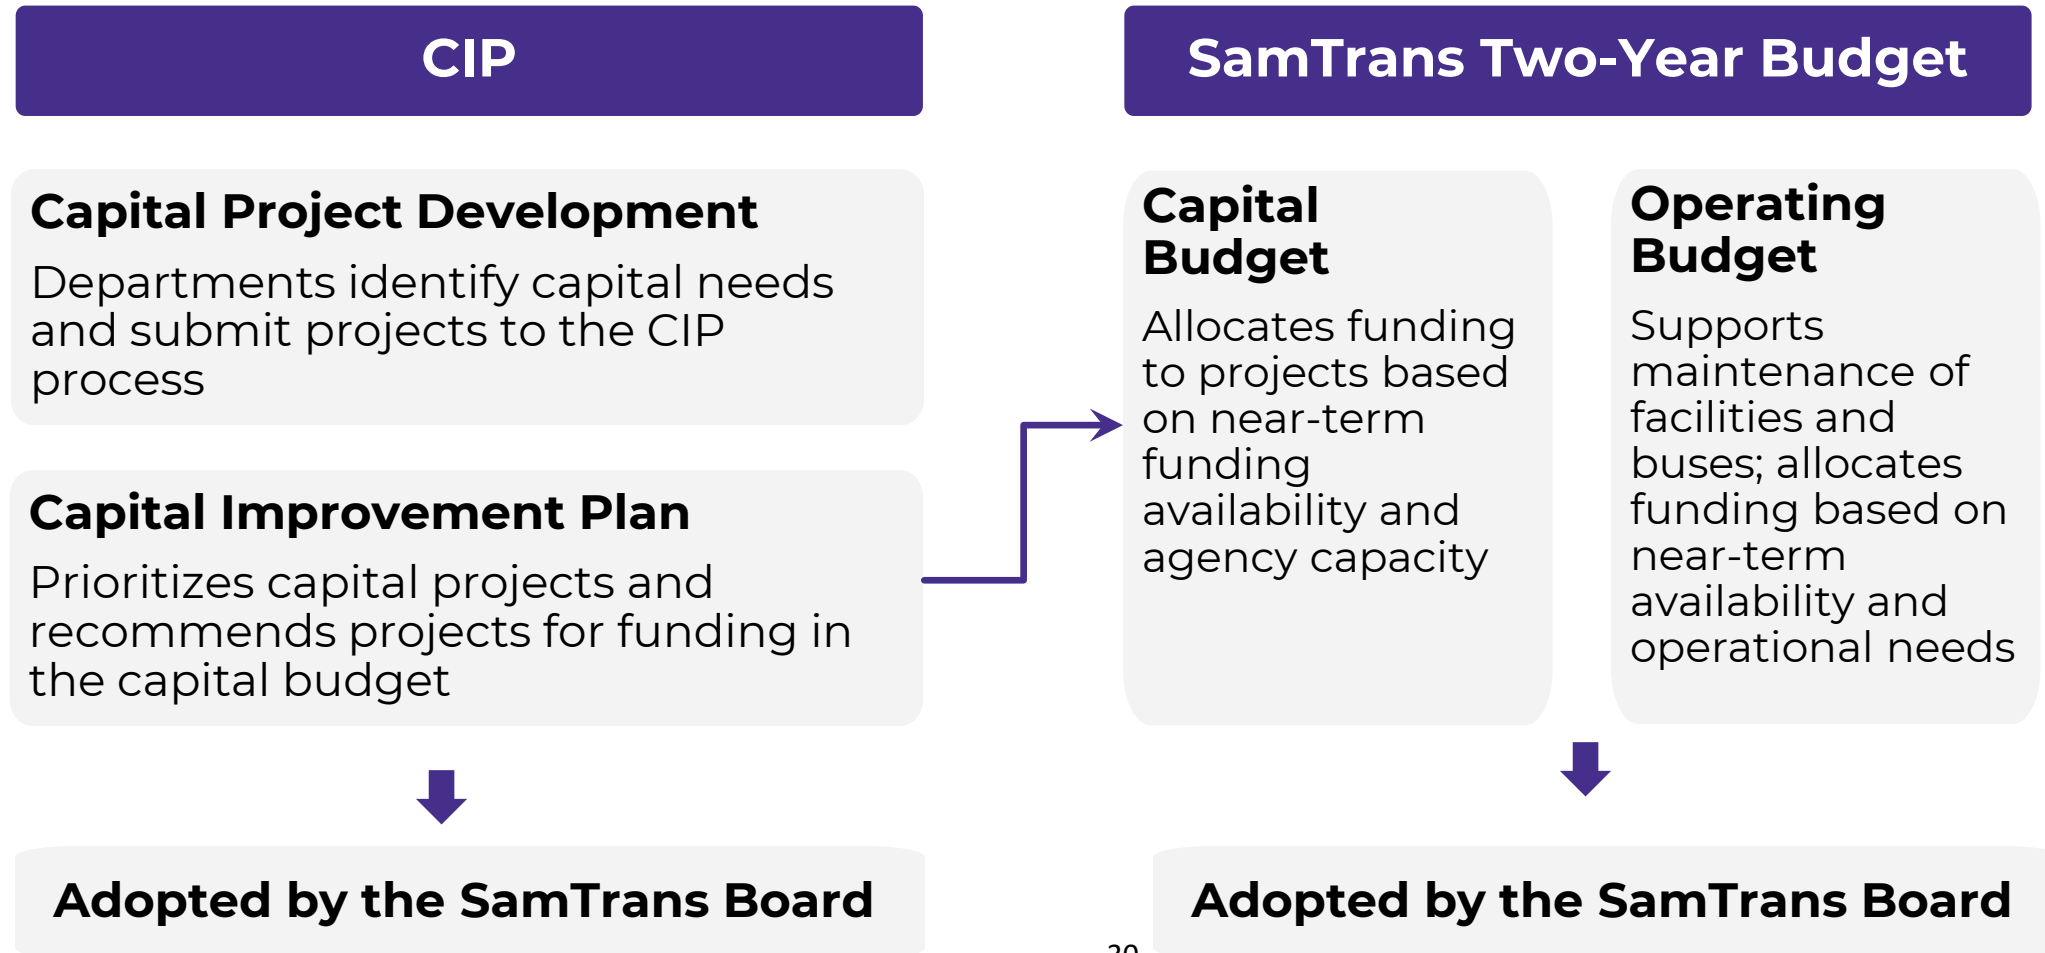 CIP
Capital Project Development
Departments identify capital needs
and submit projects to the CIP
process
Capital Improvement Plan
Prioritizes capital projects and
recommends projects for funding in
the capital budget
Adopted by the SamTrans Board
SamTrans Two-Year Budget
Capital
Budget
Allocates funding
to projects based
on near-term
funding
availability and
agency capacity
Operating
Budget
Supports
maintenance of
facilities and
buses; allocates
funding based on
near-term
availability and
operational needs
Adopted by the SamTrans Board